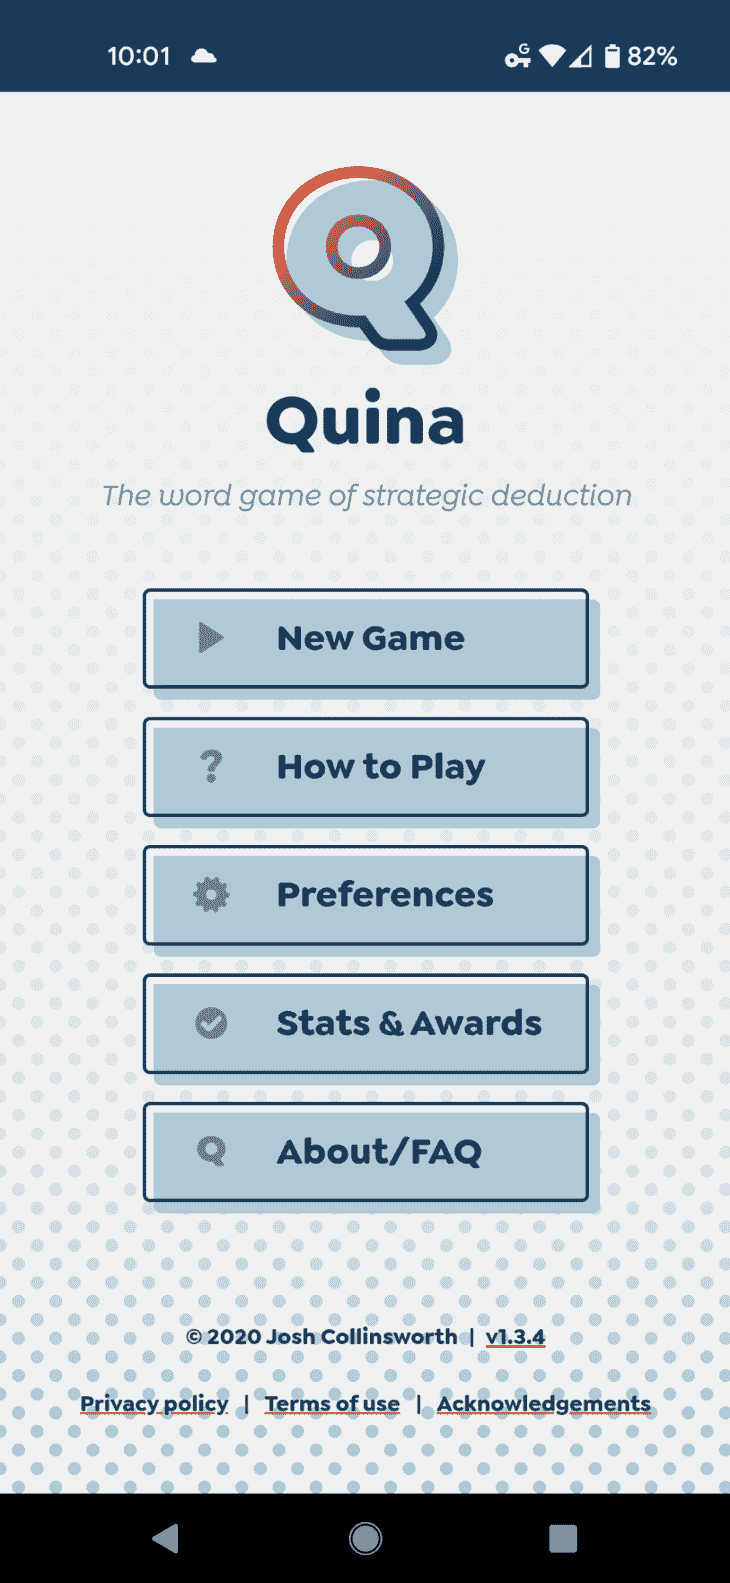 10:01 82%
Quina
The word game of strategic deduction
New Game
How to Play
Preferences
Stats & Awards
About/FAQ
© 2020 Josh Collinsworth | v1.3.4
Privacy policy | Terms of use | Acknowledgements